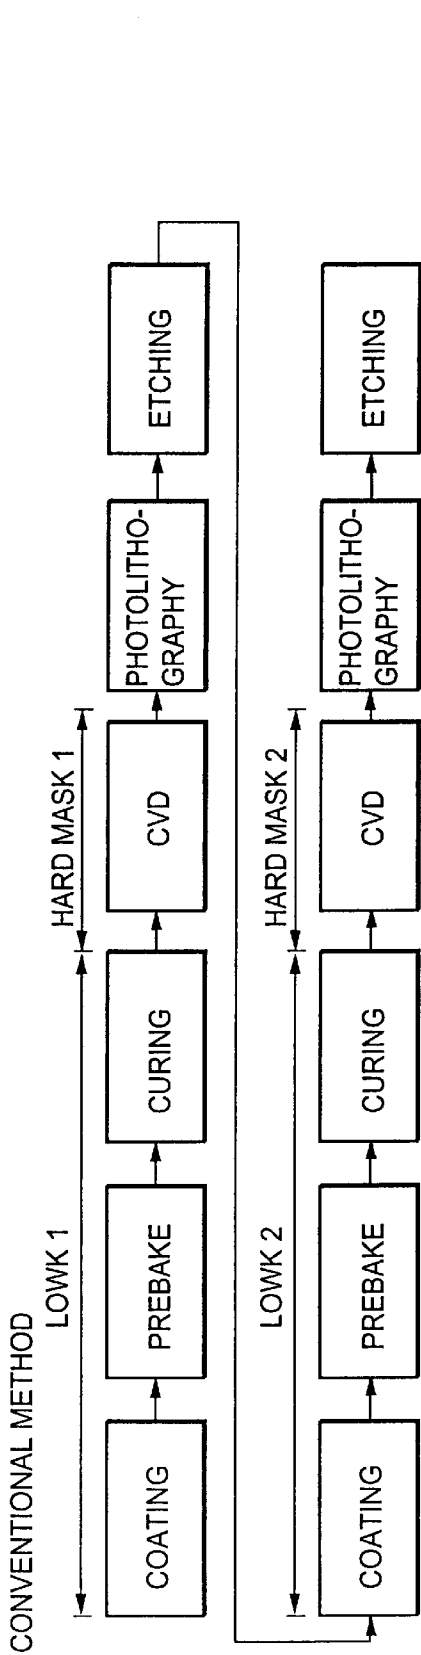 CONVENTIONAL METHOD
LOWK 1
HARD MASK 1
COATING
PREBAKE
CURING
CVD
PHOTOLITHO-
GRAPHY
ETCHING
LOWK 2
HARD MASK 2
COATING
PREBAKE
CURING
CVD
PHOTOLITHO-
GRAPHY
ETCHING